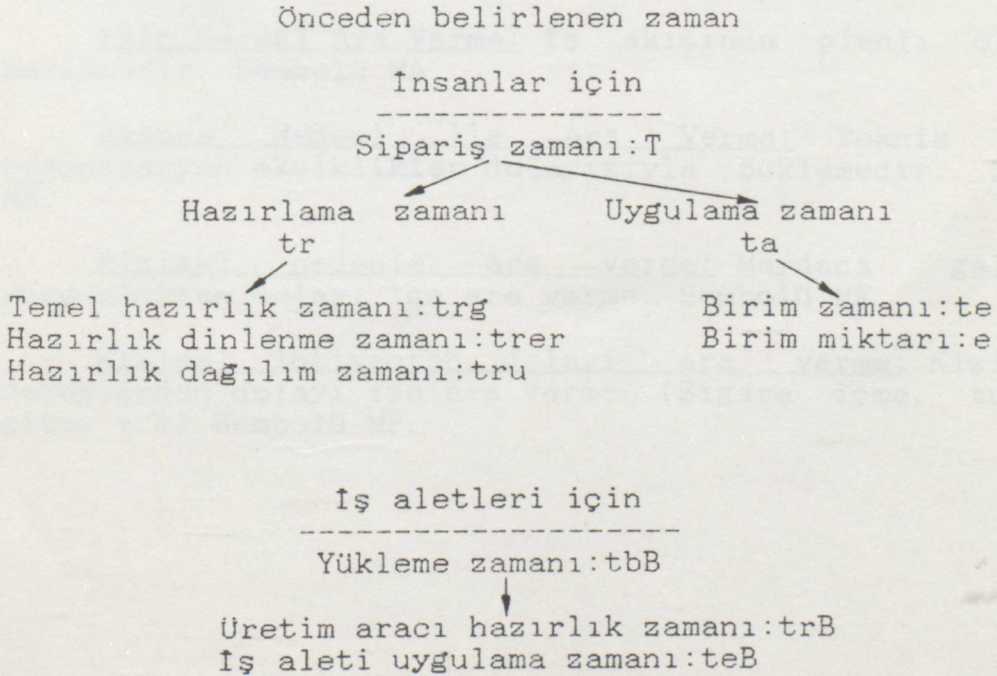 Önceden belirlenen zaman
İnsanlar için
Sipariş zamanı:T
Hazırlama zamanı Uygulama zamanı
tr ta
Temel hazırlık zamanı:trg Birim zamanı:te
Hazırlık dinlenme zamanı:trer Birim miktarı:e
Hazırlık dağılım zamanı:tru
İş aletleri için
Yükleme zamanı:tbB
Üretim aracı hazırlık zamanı:trB
İş aleti uygulama zamanı:teB